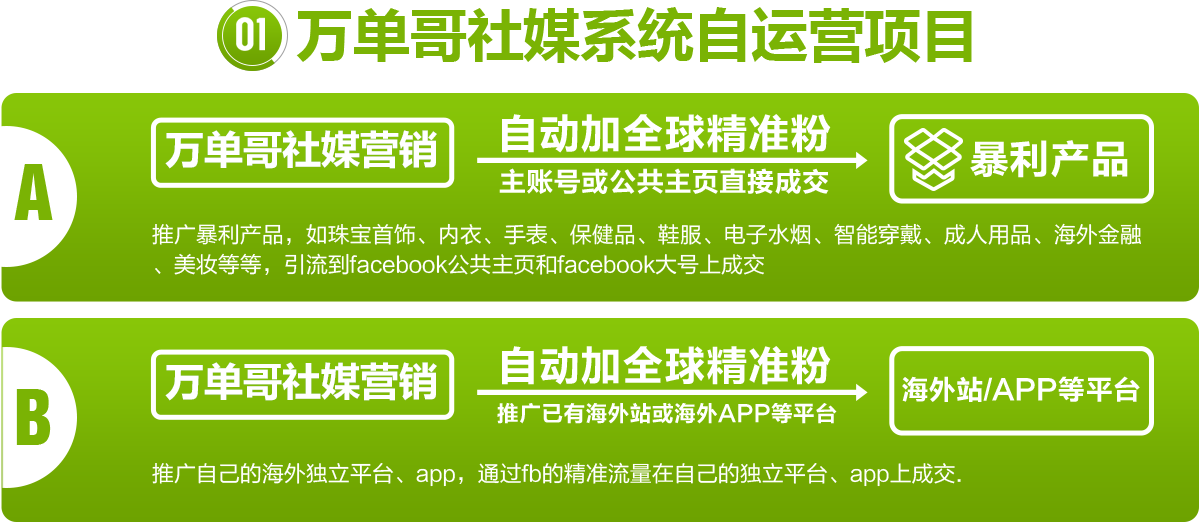 01 万单哥社媒系统自运营项目
A
万单哥社媒营销
自动加全球精准粉
主账号或公共主页直接成交
暴利产品
推广暴利产品，如珠宝首饰、内衣、手表、保健品、鞋服、电子水烟、智能穿戴、成人用品、海外金融
、美妆等等，引流到facebook公共主页和facebook大号上成交
B
万单哥社媒营销
自动加全球精准粉
推广已有海外站或海外APP等平台
海外站/APP等平台
推广自己的海外独立平台、app，通过fb的精准流量在自己的独立平台、app上成交.